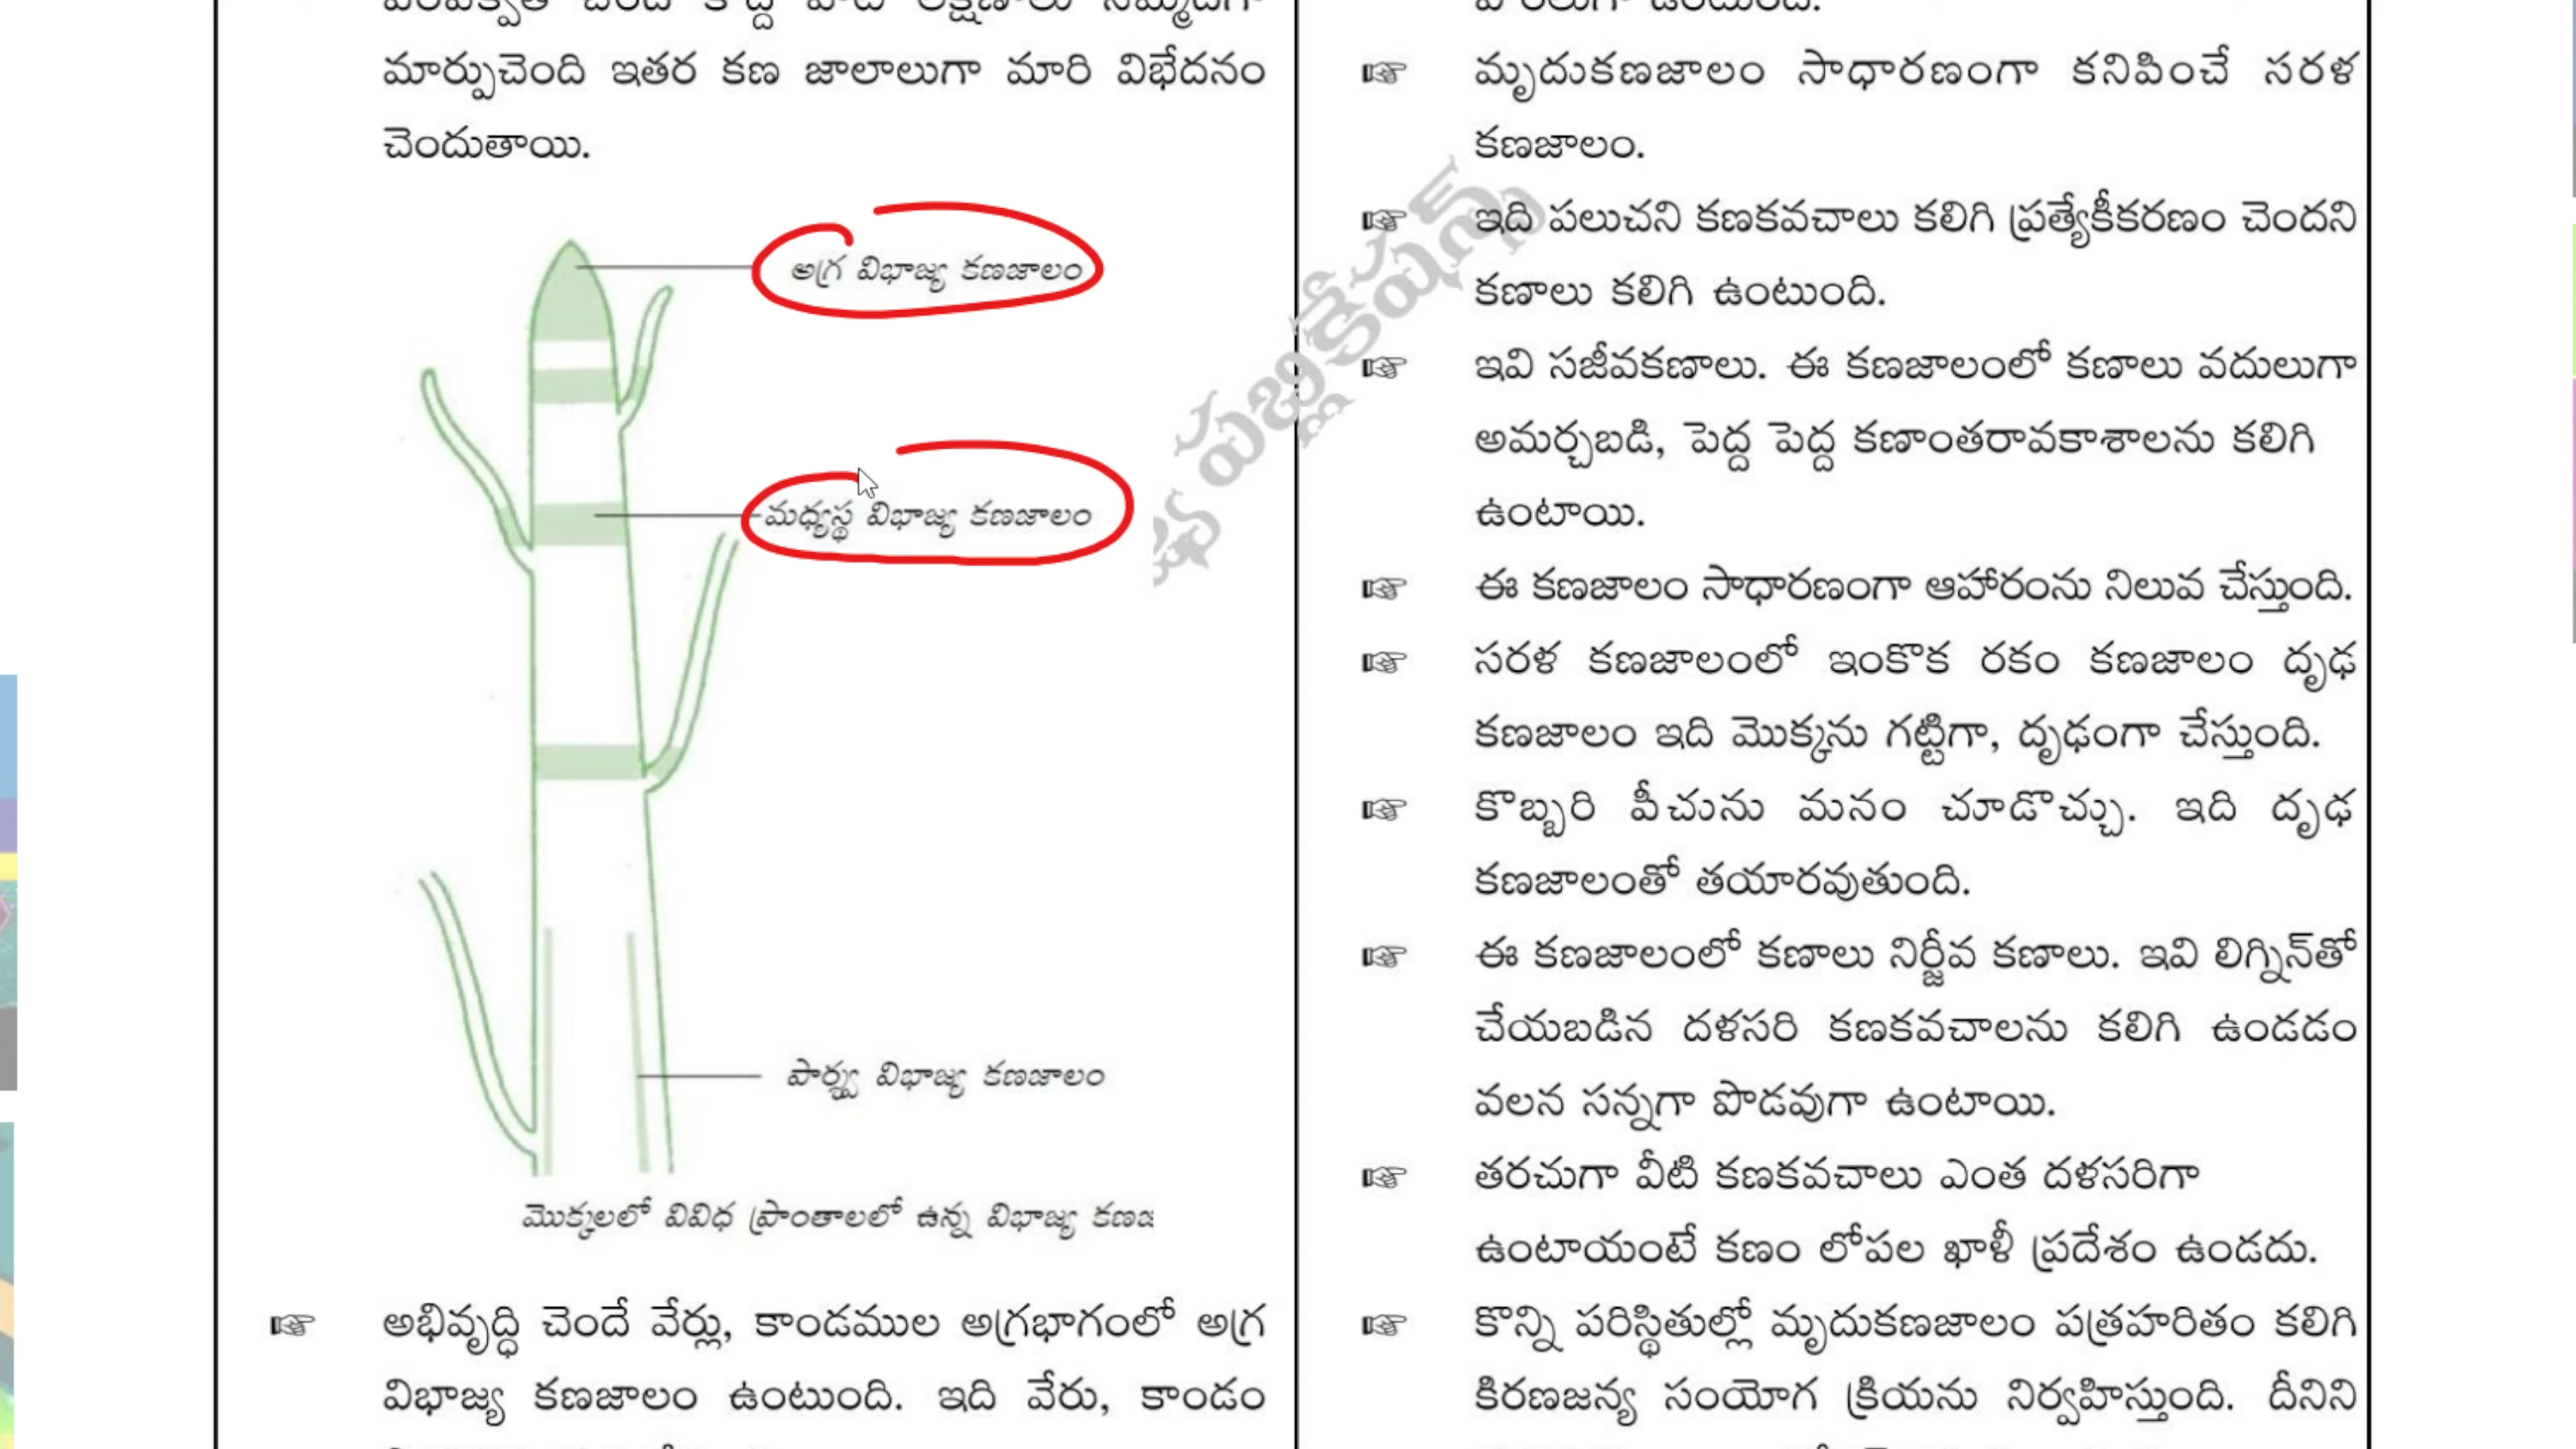 మార్పుచెంది ఇతర కణ జాలాలుగా మారి విభేదనం
చెందుతాయి.
అగ్ర విభాజ్య కణజాలం
మధ్యస్థ విభాజ్య కణజాలం
పార్శ్వ విభాజ్య కణజాలం
మొక్కలలో వివిధ ప్రాంతాలలో ఉన్న విభాజ్య
☞ అభివృద్ధి చెందే వేర్లు, కాండముల అగ్రభాగంలో అగ్ర
విభాజ్య కణజాలం ఉంటుంది. ఇది వేరు, కాండం
☞ మృదుకణజాలం సాధారణంగా కనిపించే సరళ
కణజాలం.
☞ ఇది పలుచని కణకవచాలు కలిగి ప్రత్యేకీకరణం చెందని
కణాలు కలిగి ఉంటుంది.
☞ ఇవి సజీవకణాలు. ఈ కణజాలంలో కణాలు వదులుగా
అమర్చబడి, పెద్ద పెద్ద కణాంతరావకాశాలను కలిగి
ఉంటాయి.
☞ ఈ కణజాలం సాధారణంగా ఆహారంను నిలువ చేస్తుంది.
☞ సరళ కణజాలంలో ఇంకొక రకం కణజాలం దృఢ
కణజాలం ఇది మొక్కను గట్టిగా, దృఢంగా చేస్తుంది.
☞ కొబ్బరి పీచును మనం చూడొచ్చు. ఇది దృఢ
కణజాలంతో తయారవుతుంది.
☞ ఈ కణజాలంలో కణాలు నిర్జీవ కణాలు. ఇవి లిగ్నిన్‌తో
చేయబడిన దళసరి కణకవచాలను కలిగి ఉండడం
వలన సన్నగా పొడవుగా ఉంటాయి.
☞ తరచుగా వీటి కణకవచాలు ఎంత దళసరిగా
ఉంటాయంటే కణం లోపల ఖాళీ ప్రదేశం ఉండదు.
☞ కొన్ని పరిస్థితుల్లో మృదుకణజాలం పత్రహరితం కలిగి
కిరణజన్య సంయోగ క్రియను నిర్వహిస్తుంది. దీనిని
పబ్లికేషన్స్